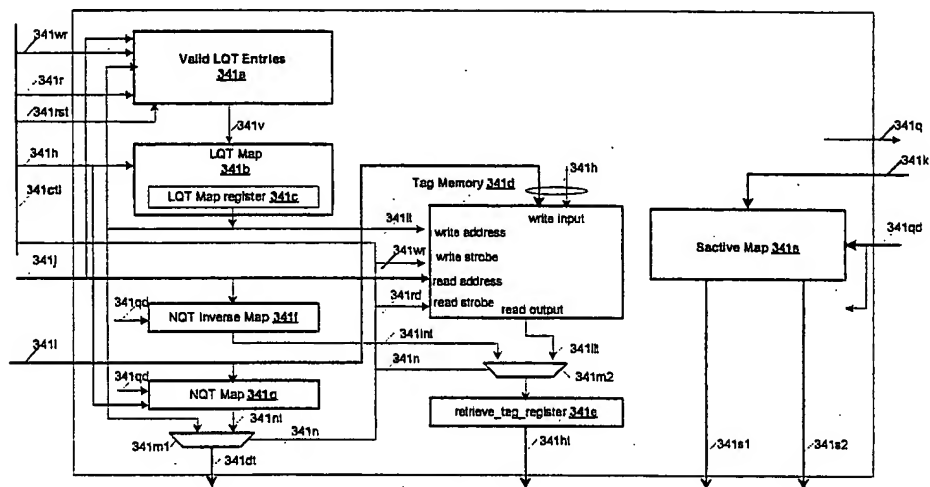 341wr
Valid LQT Entries
341a
341r
341rst
341v
341q
341h
LQT Map
341b
341h
341k
341ctl
Tag Memory 341d
LQT Map register 341c
write input
341lt
write address
Sactive Map 341s
341qd
341wr
write strobe
341j
read address
341rd
read strobe
341qd
NQT Inverse Map 341f
read output
341int
341i
341n
341lt
341qd
341m2
NQT Map 341g
retrieve_tag_register 341e
341nt
341n
341m1
341ht
341s1
341s2
341dt